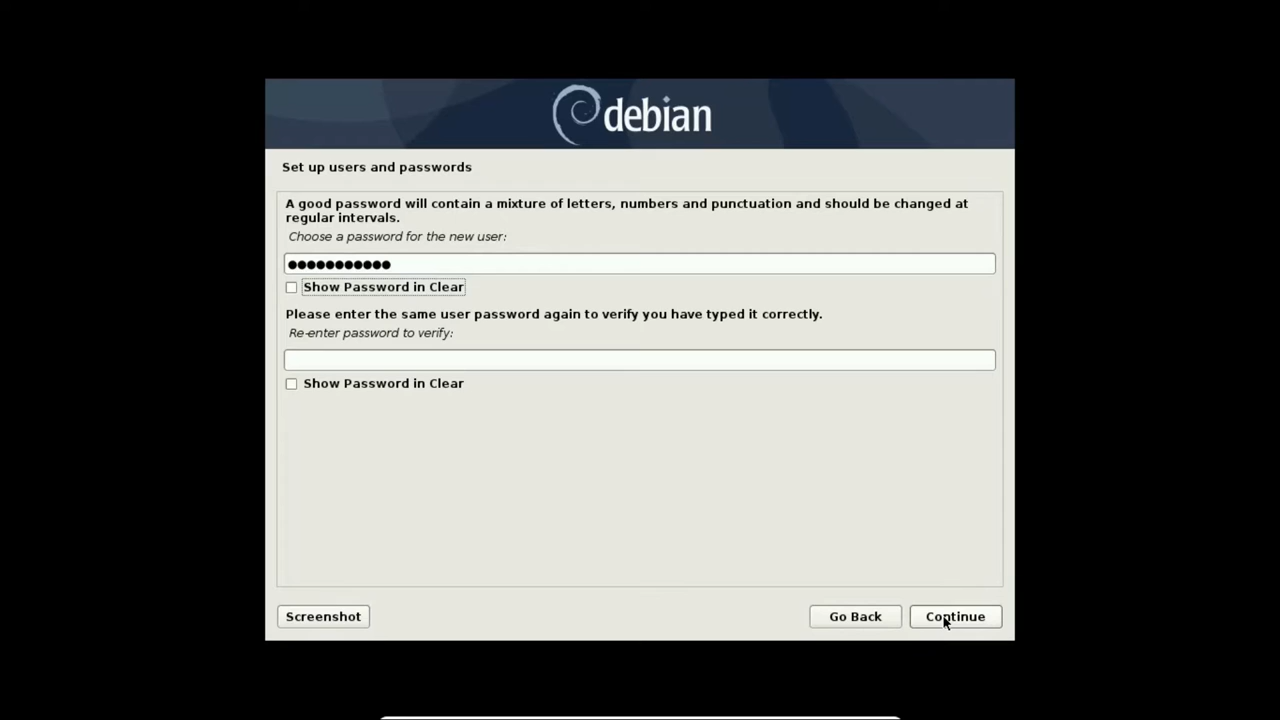 debian
Set up users and passwords
A good password will contain a mixture of letters, numbers and punctuation and should be changed at
regular intervals.
Choose a password for the new user:
●●●●●●●●●●●
Show Password in Clear
Please enter the same user password again to verify you have typed it correctly.
Re-enter password to verify:
Show Password in Clear
Screenshot
Go Back
Continue